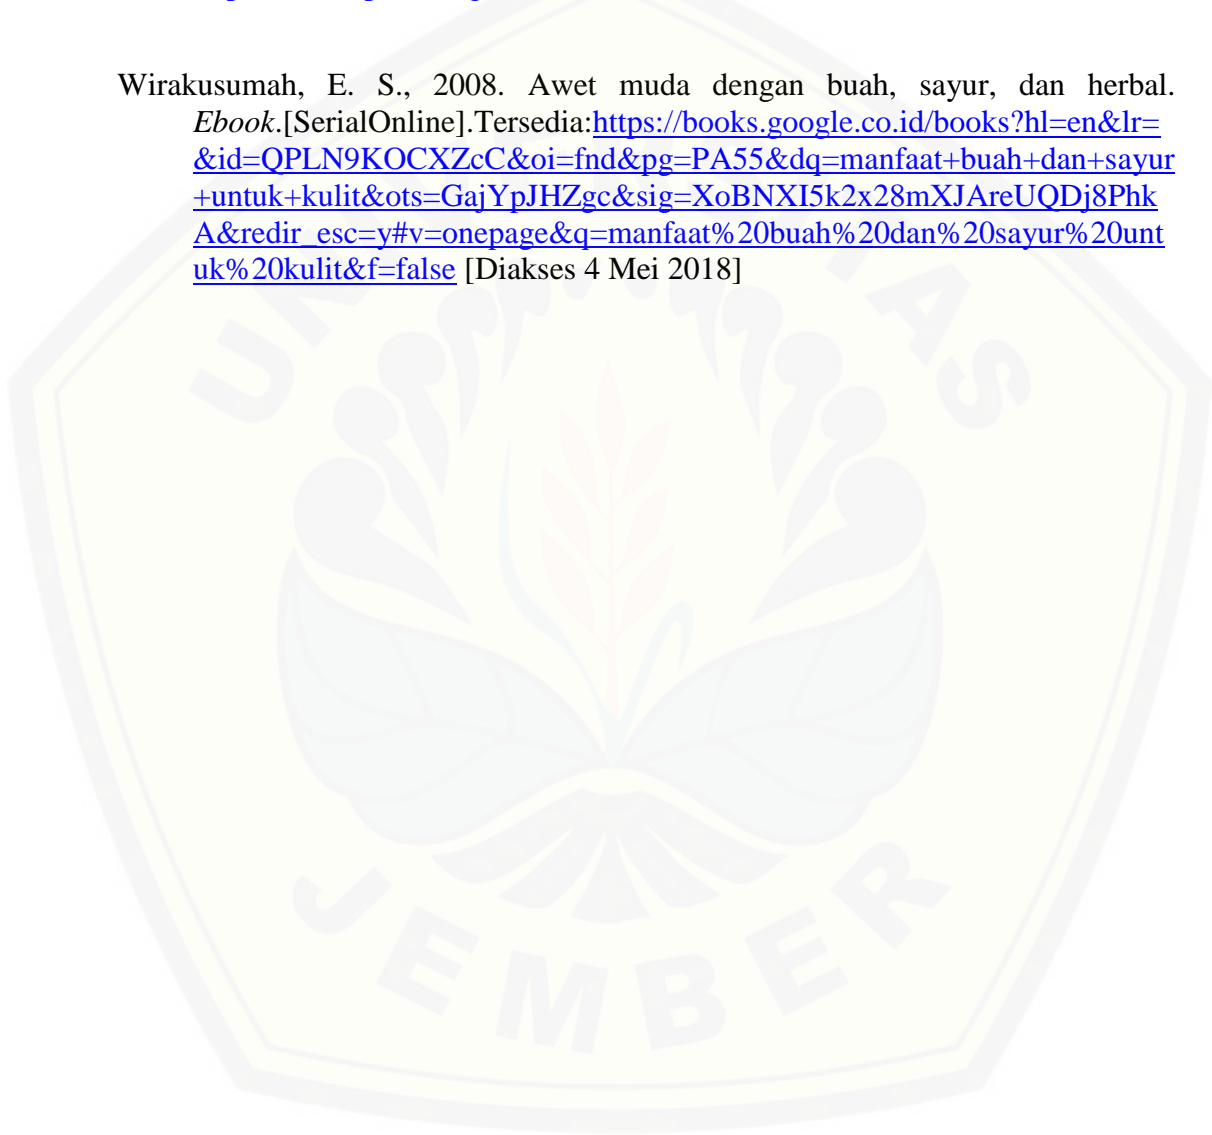 Wirakusumah, E. S., 2008. Awet muda dengan buah, sayur, dan herbal.
Ebook.[SerialOnline].Tersedia:https://books.google.co.id/books?hl=en&lr=
&id=QPLN9KOCXZcC&oi=fnd&pg=PA55&dq=manfaat+buah+dan+sayur
+untuk+kulit&ots=GajYpJHZgc&sig=XoBNXI5k2x28mXJAreUQDj8Phk
A&redir_esc=y#v=onepage&q=manfaat%20buah%20dan%20sayur%20unt
uk%20kulit&f=false [Diakses 4 Mei 2018]
JEMBER